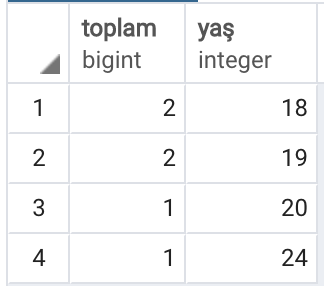 toplam yaş
bigint integer
1 2 18
2 2 19
3 1 20
4 1 24